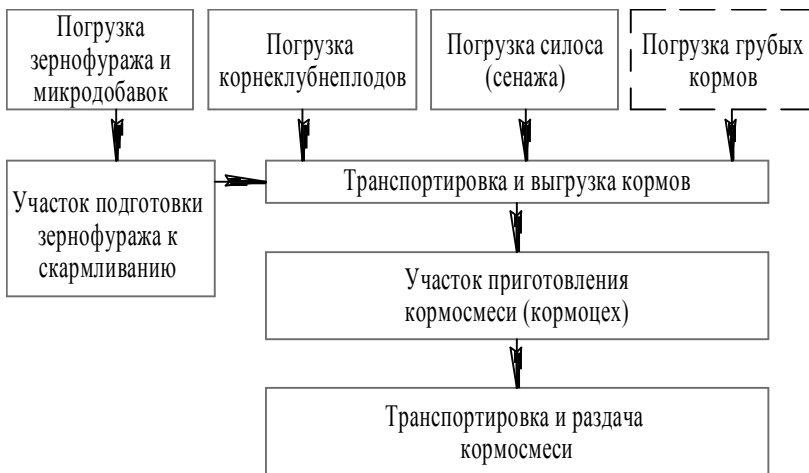 Погрузка
зернофуража и
микродобавок
Погрузка
корнеклубнеплодов
Погрузка силоса
(сенажа)
Погрузка грубых
кормов
Участок подготовки
зернофуража к
скармливанию
Транспортировка и выгрузка кормов
Участок приготовления
кормосмеси (кормоцех)
Транспортировка и раздача
кормосмеси